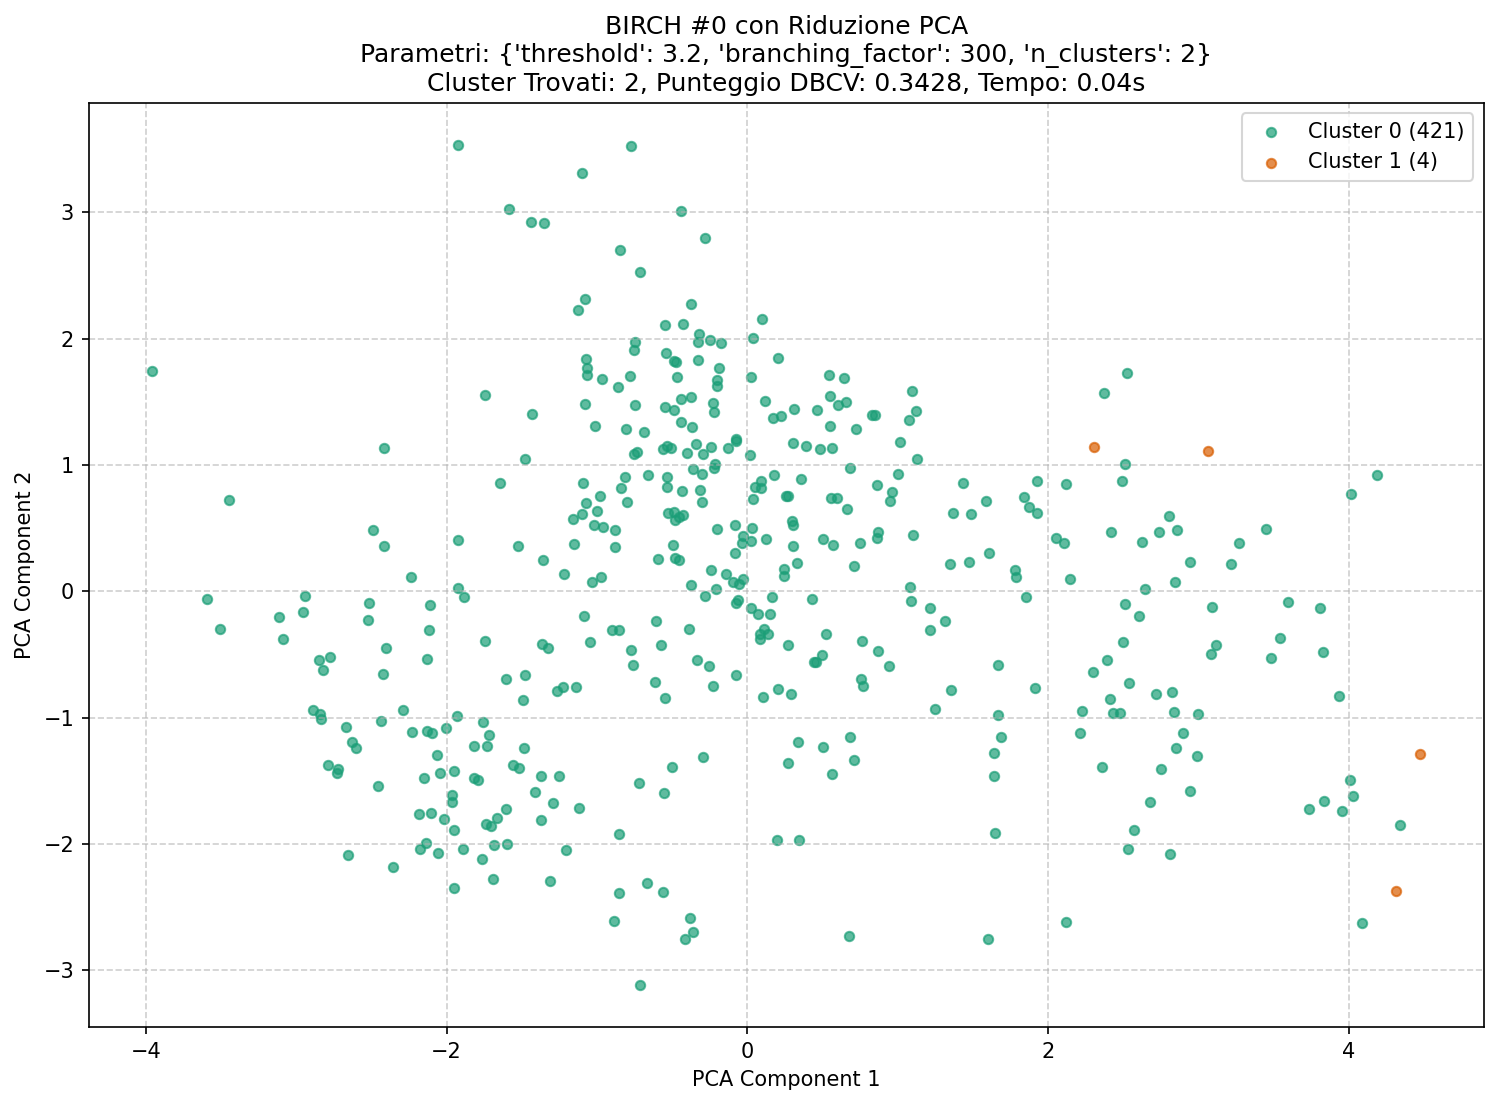 BIRCH #0 con Riduzione PCA
Parametri: {'threshold': 3.2, 'branching_factor': 300, 'n_clusters': 2}
Cluster Trovati: 2, Punteggio DBCV: 0.3428, Tempo: 0.04s
Cluster 0 (421)
Cluster 1 (4)
PCA Component 2
3
2
1
0
−1
−2
−3
−4
−2
0
2
4
PCA Component 1